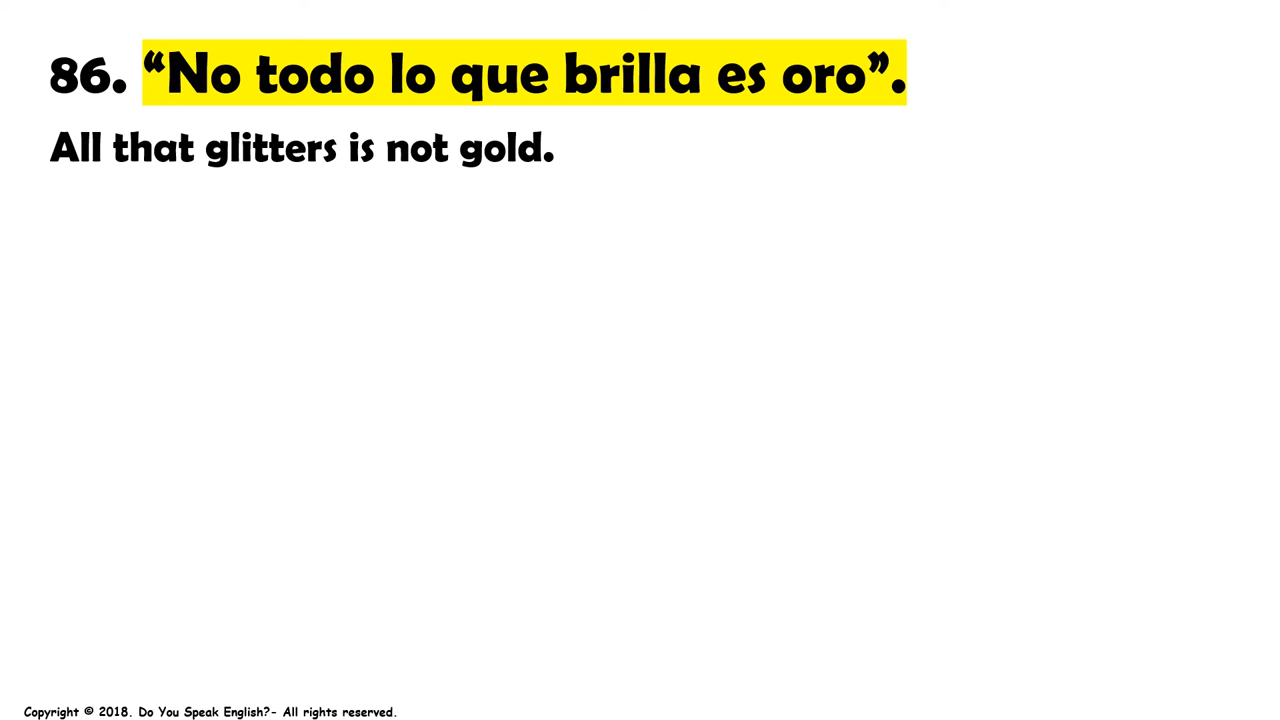 86. “No todo lo que brilla es oro”.
All that glitters is not gold.
Copyright © 2018. Do You Speak English?- All rights reserved.